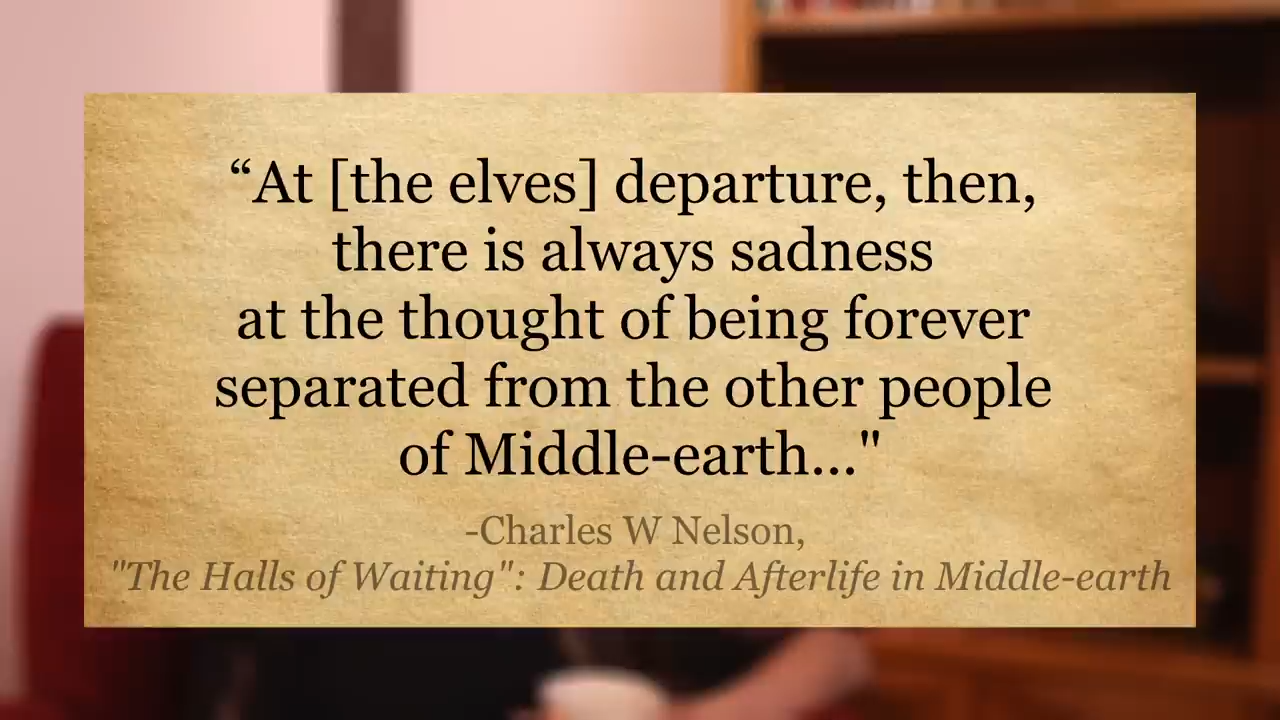 “At [the elves] departure, then,
there is always sadness
at the thought of being forever
separated from the other people
of Middle-earth..."
-Charles W Nelson,
"The Halls of Waiting": Death and Afterlife in Middle-earth